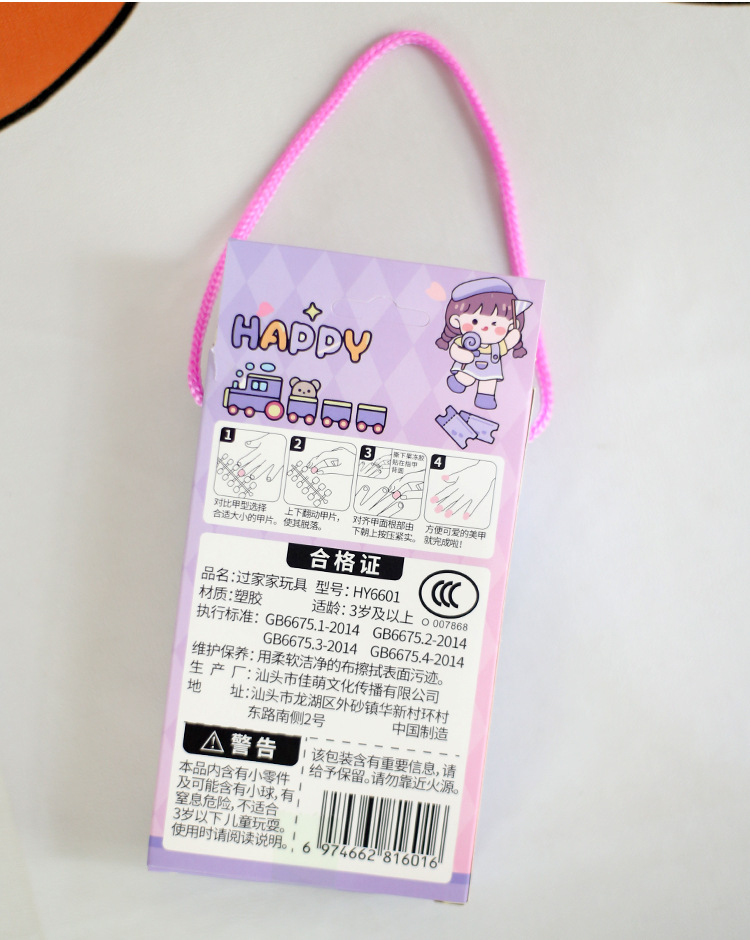 HAPPY
1
2
3
4
撕下果冻胶
贴在指甲
背面
对比甲型选择
合适大小的甲片。
上下翻动甲片，
使其脱落。
对齐甲面根部由
下朝上按压紧实。
方便可爱的美甲
就完成啦！
合格证
品名：过家家玩具 型号：HY6601
材质：塑胶 适龄：3岁及以上
CCC
O 007868
执行标准：GB6675.1-2014 GB6675.2-2014
GB6675.3-2014 GB6675.4-2014
维护保养：用柔软洁净的布擦拭表面污迹。
生 产 厂：汕头市佳萌文化传播有限公司
地 址：汕头市龙湖区外砂镇华新村环村
东路南侧2号 中国制造
警告
本品内含有小零件
及可能含有小球，有
窒息危险，不适合
3岁以下儿童玩耍。
使用时请阅读说明。
该包装含有重要信息，请
给予保留。请勿靠近火源。
6 974662 816016